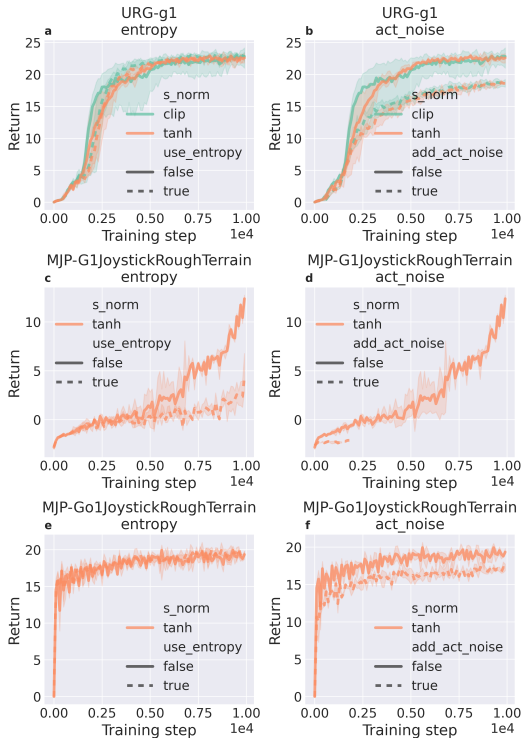 URG-g1
entropy
a
Return
25
20
15
10
5
0
s_norm
clip
tanh
use_entropy
false
true
0.00 0.25 0.50 0.75 1.00
1e4
Training step
URG-g1
act_noise
b
Return
25
20
15
10
5
0
s_norm
clip
tanh
add_act_noise
false
true
0.00 0.25 0.50 0.75 1.00
1e4
Training step
MJP-G1JoystickRoughTerrain
entropy
c
Return
10
5
0
s_norm
tanh
use_entropy
false
true
0.00 0.25 0.50 0.75 1.00
1e4
Training step
MJP-G1JoystickRoughTerrain
act_noise
d
Return
10
5
0
s_norm
tanh
add_act_noise
false
true
0.00 0.25 0.50 0.75 1.00
1e4
Training step
MJP-Go1JoystickRoughTerrain
entropy
e
Return
20
15
10
5
0
s_norm
tanh
use_entropy
false
true
0.00 0.25 0.50 0.75 1.00
1e4
Training step
MJP-Go1JoystickRoughTerrain
act_noise
f
Return
20
15
10
5
0
s_norm
tanh
add_act_noise
false
true
0.00 0.25 0.50 0.75 1.00
1e4
Training step